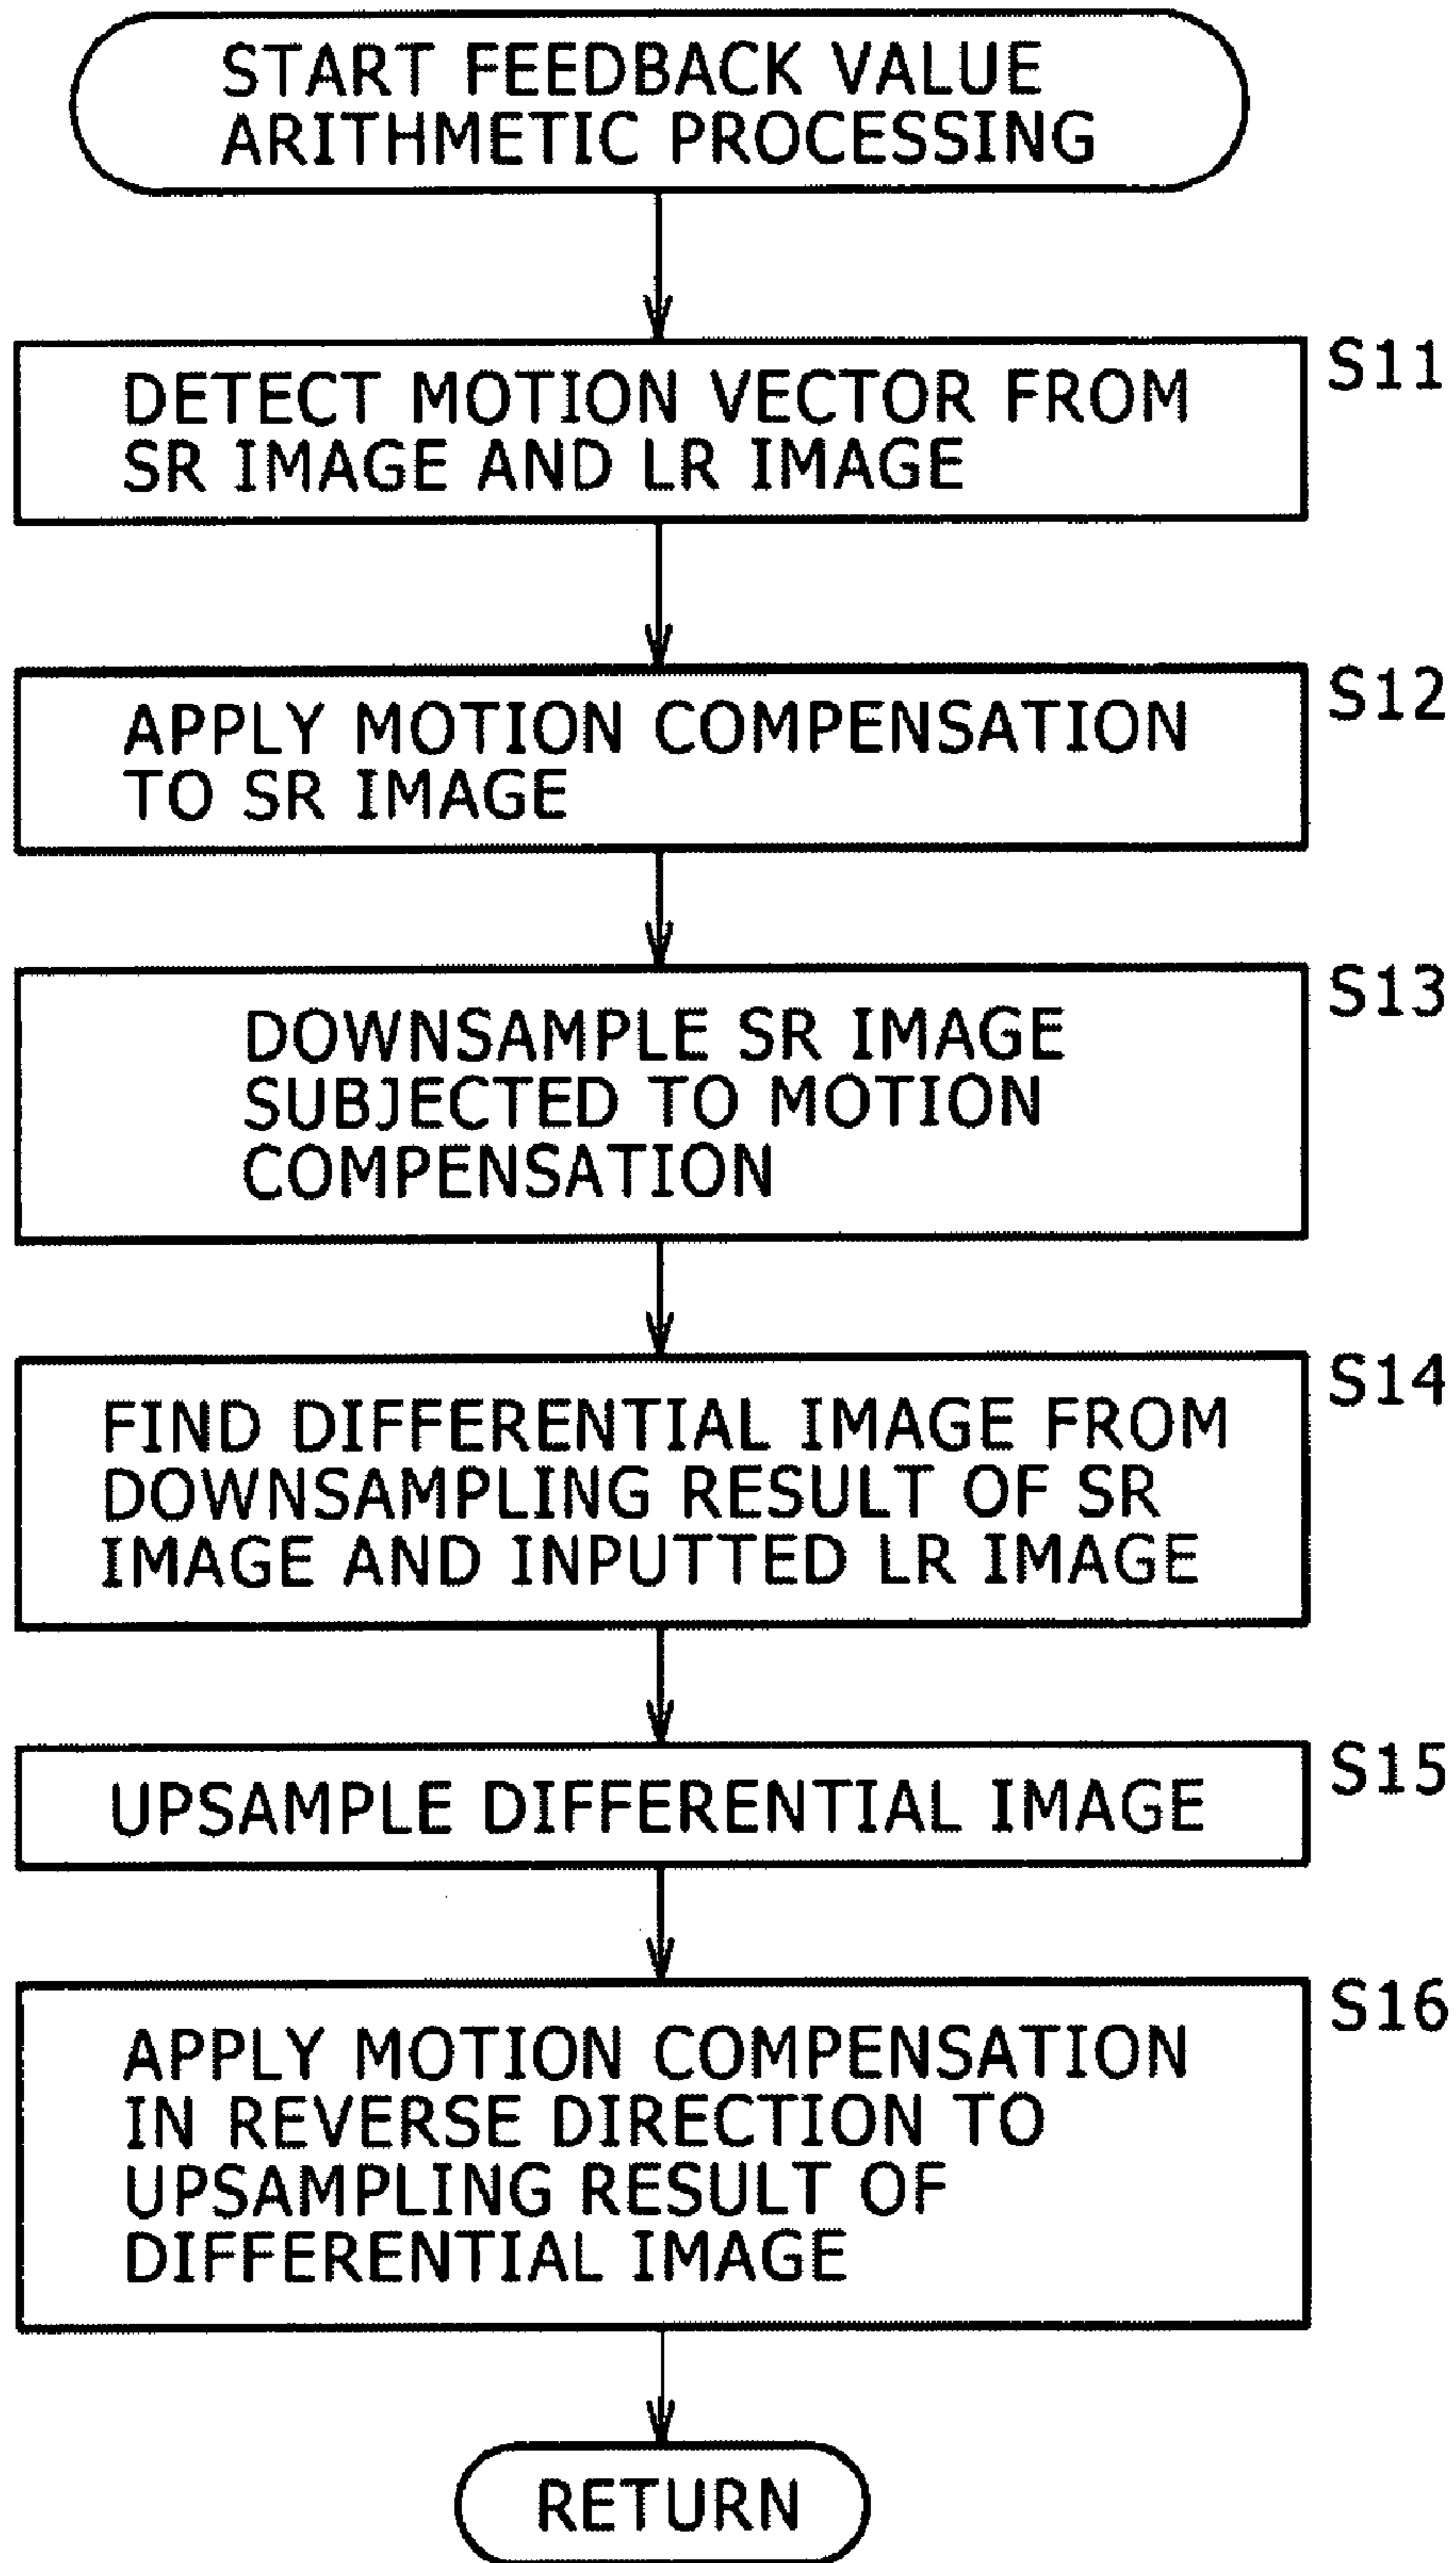 START FEEDBACK VALUE
ARITHMETIC PROCESSING
S11
DETECT MOTION VECTOR FROM
SR IMAGE AND LR IMAGE
S12
APPLY MOTION COMPENSATION
TO SR IMAGE
S13
DOWNSAMPLE SR IMAGE
SUBJECTED TO MOTION
COMPENSATION
S14
FIND DIFFERENTIAL IMAGE FROM
DOWNSAMPLING RESULT OF SR
IMAGE AND INPUTTED LR IMAGE
S15
UPSAMPLE DIFFERENTIAL IMAGE
S16
APPLY MOTION COMPENSATION
IN REVERSE DIRECTION TO
UPSAMPLING RESULT OF
DIFFERENTIAL IMAGE
RETURN